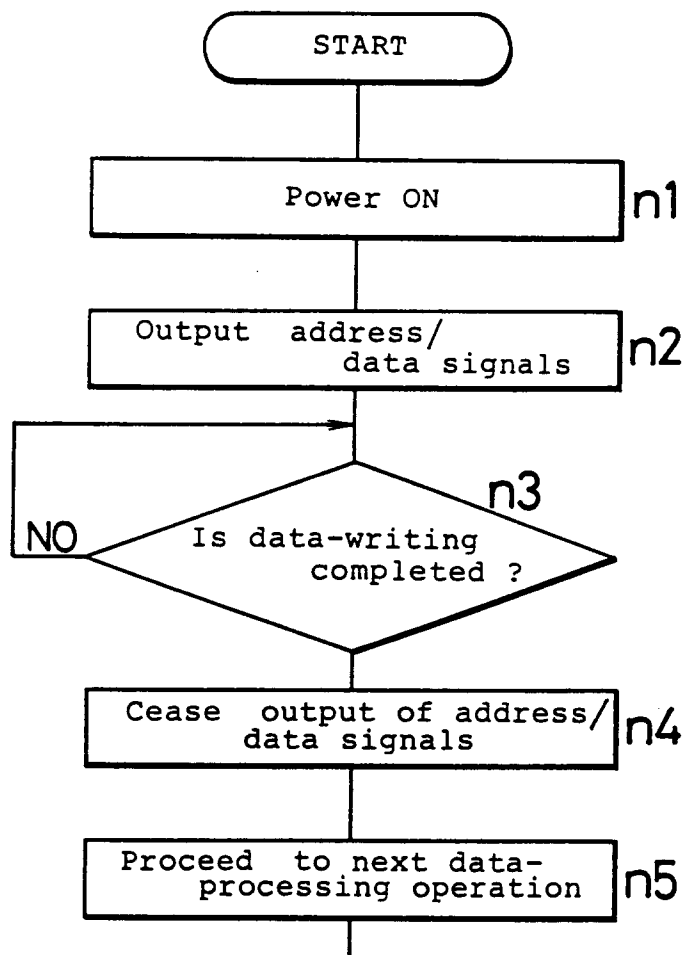 START
Power ON
n1
Output address/
data signals
n2
n3
NO
Is data-writing
completed ?
Cease output of address/
data signals
n4
Proceed to next data-
processing operation
n5